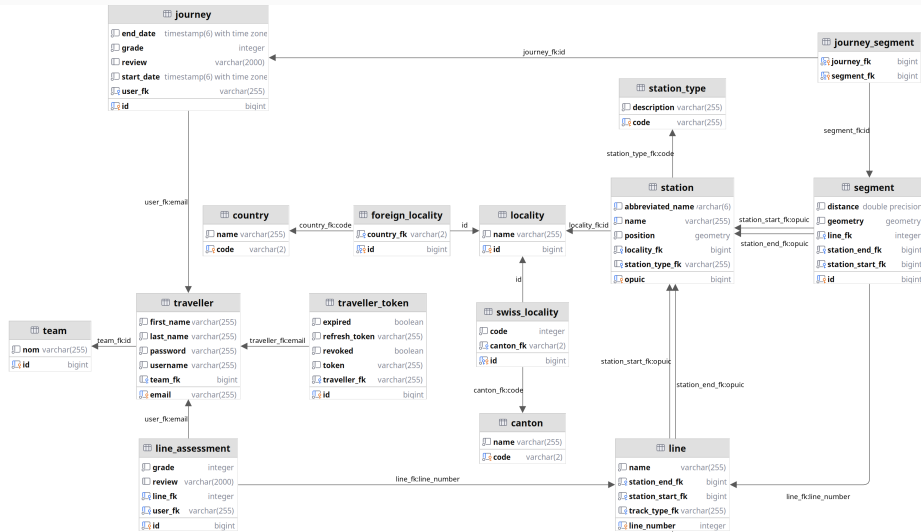 journey
end_date timestamp(6) with time zone
grade integer
review varchar(2000)
start_date timestamp(6) with time zone
user_fk varchar(255)
id bigint
journey_fk:id
journey_segment
journey_fk bigint
segment_fk bigint
station_type
description varchar(255)
code varchar(255)
segment_fk:id
station_type_fk:code
user_fk:email
country
name varchar(255)
code varchar(2)
country_fk:code
foreign_locality
country_fk varchar(2)
id bigint
id
locality
name varchar(255)
id bigint
locality_fk:id
station
abbreviated_name varchar(6)
name varchar(255)
position geometry
locality_fk bigint
station_type_fk varchar(255)
opuic bigint
station_start_fk:opuic
station_end_fk:opuic
segment
distance double precision
geometry geometry
line_fk integer
station_end_fk bigint
station_start_fk bigint
id bigint
id
team
nom varchar(255)
id bigint
team_fk:id
traveller
first_name varchar(255)
last_name varchar(255)
password varchar(255)
username varchar(255)
team_fk bigint
email varchar(255)
traveller_fk:email
traveller_token
expired boolean
refresh_token varchar(255)
revoked boolean
token varchar(255)
traveller_fk varchar(255)
id bigint
swiss_locality
code integer
canton_fk varchar(2)
id bigint
canton_fk:code
station_start_fk:opuic
station_end_fk:opuic
user_fk:email
canton
name varchar(255)
code varchar(2)
line_assessment
grade integer
review varchar(2000)
line_fk integer
user_fk varchar(255)
id bigint
line_fk:line_number
line
name varchar(255)
station_end_fk bigint
station_start_fk bigint
track_type_fk varchar(255)
line_number integer
line_fk:line_number